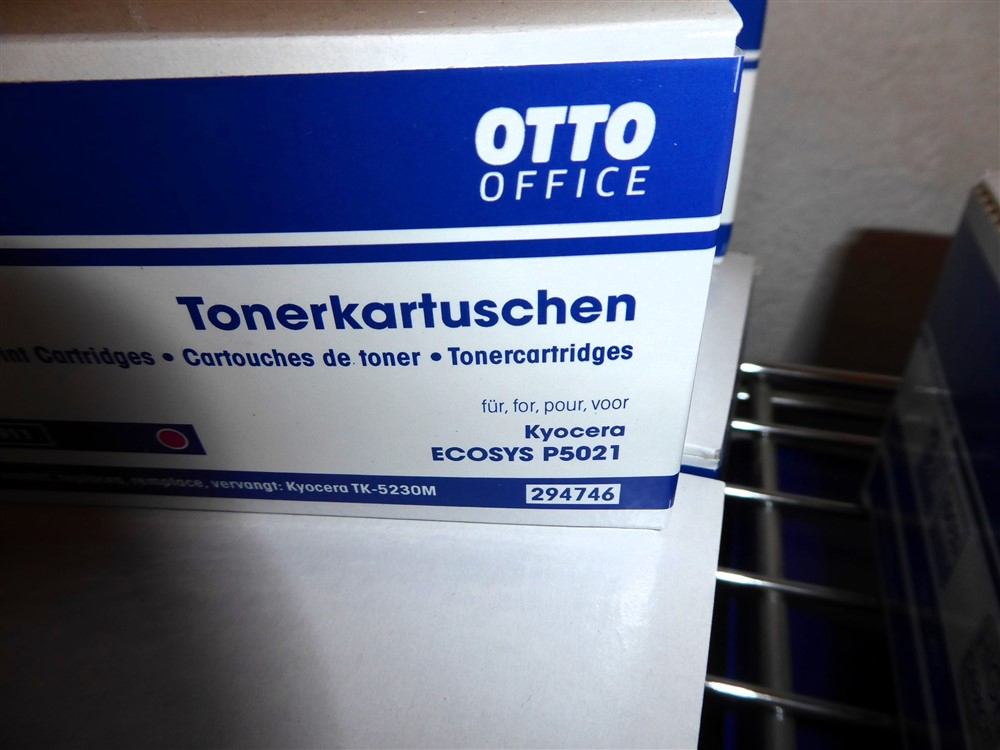 OTTO
OFFICE
Tonerkartuschen
Cartridges • Cartouches de toner • Tonercartridges
für, for, pour, voor
Kyocera
ECOSYS P5021
remplace, vervangt: Kyocera TK-5230M
294746